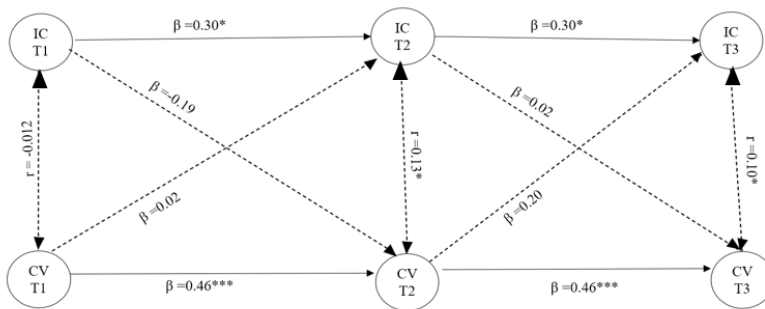 IC
T1
β =0.30*
IC
T2
β =0.30*
IC
T3
r = -0.012
β =-0.19
β =0.02
r =0.13*
β =0.02
β =0.20
r =0.10*
CV
T1
β =0.46***
CV
T2
β =0.46***
CV
T3